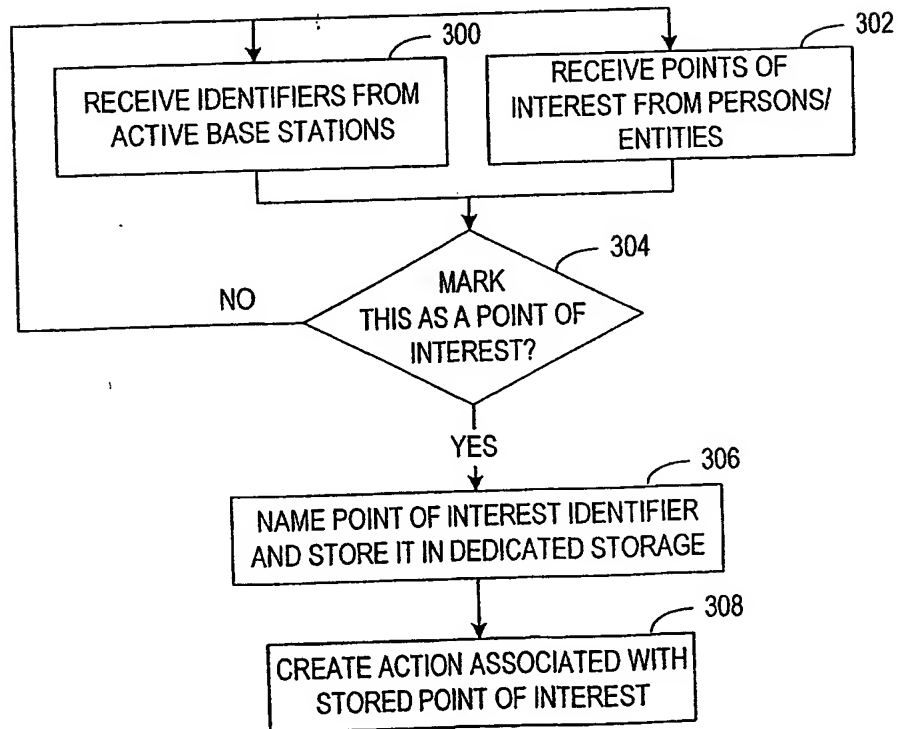 300
RECEIVE IDENTIFIERS FROM
ACTIVE BASE STATIONS
302
RECEIVE POINTS OF
INTEREST FROM PERSONS/
ENTITIES
304
MARK
THIS AS A POINT OF
INTEREST?
NO
YES
306
NAME POINT OF INTEREST IDENTIFIER
AND STORE IT IN DEDICATED STORAGE
308
CREATE ACTION ASSOCIATED WITH
STORED POINT OF INTEREST